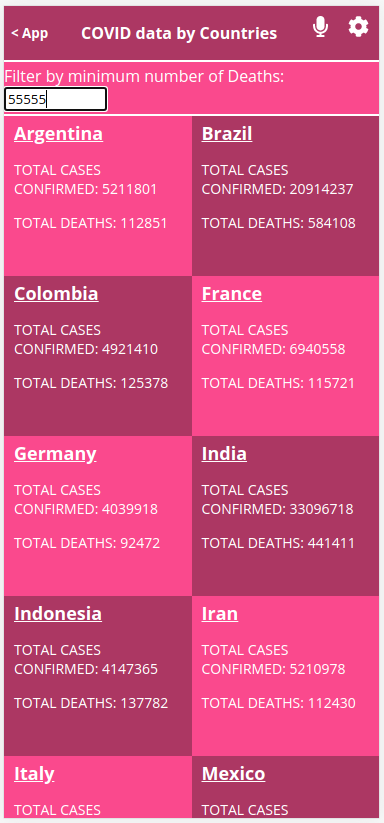 < App
COVID data by Countries
Filter by minimum number of Deaths:
55555
Argentina
TOTAL CASES
CONFIRMED: 5211801
TOTAL DEATHS: 112851
Brazil
TOTAL CASES
CONFIRMED: 20914237
TOTAL DEATHS: 584108
Colombia
TOTAL CASES
CONFIRMED: 4921410
TOTAL DEATHS: 125378
France
TOTAL CASES
CONFIRMED: 6940558
TOTAL DEATHS: 115721
Germany
TOTAL CASES
CONFIRMED: 4039918
TOTAL DEATHS: 92472
India
TOTAL CASES
CONFIRMED: 33096718
TOTAL DEATHS: 441411
Indonesia
TOTAL CASES
CONFIRMED: 4147365
TOTAL DEATHS: 137782
Iran
TOTAL CASES
CONFIRMED: 5210978
TOTAL DEATHS: 112430
Italy
TOTAL CASES
Mexico
TOTAL CASES